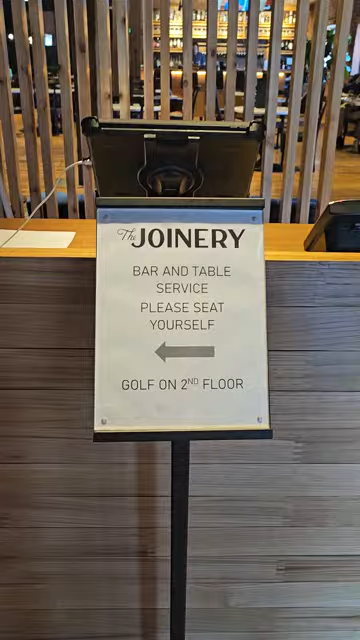 The JOINERY
BAR AND TABLE
SERVICE
PLEASE SEAT
YOURSELF
GOLF ON 2ND FLOOR